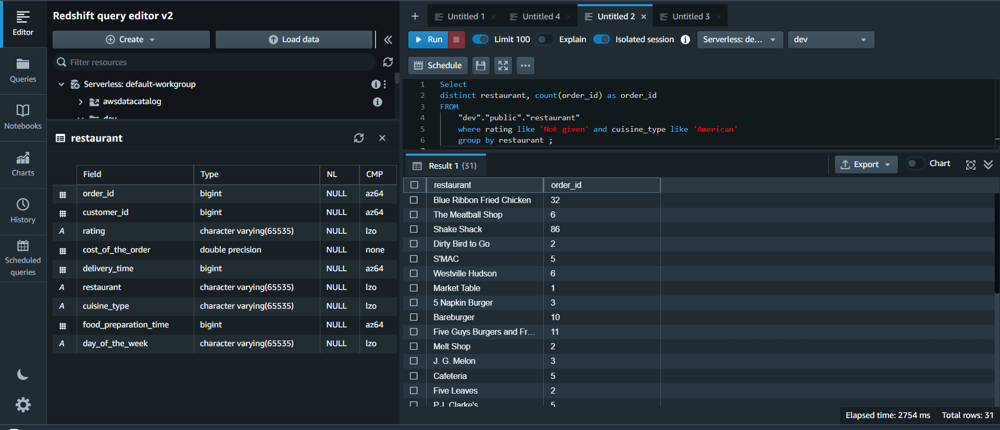 Editor
Queries
Notebooks
Charts
History
Scheduled
queries
Redshift query editor v2
Create
Load data
Filter resources
Serverless: default-workgroup
awsdatacatalog
dev
restaurant
Field Type NL CMP
order_id bigint NULL az64
customer_id bigint NULL az64
A rating character varying(65535) NULL lzo
cost_of_the_order double precision NULL none
delivery_time bigint NULL az64
A restaurant character varying(65535) NULL lzo
A cuisine_type character varying(65535) NULL lzo
food_preparation_time bigint NULL az64
A day_of_the_week character varying(65535) NULL lzo
Untitled 1 Untitled 4 Untitled 2 Untitled 3
Run Limit 100 Explain Isolated session Serverless: de... dev
Schedule
1 Select
2 distinct restaurant, count(order_id) as order_id
3 FROM
4 "dev"."public"."restaurant"
5 where rating like 'Not given' and cuisine_type like 'American'
6 group by restaurant ;
7
Result 1 (31) Export Chart
restaurant order_id
Blue Ribbon Fried Chicken 32
The Meatball Shop 6
Shake Shack 86
Dirty Bird to Go 2
S'MAC 5
Westville Hudson 6
Market Table 1
5 Napkin Burger 3
Bareburger 10
Five Guys Burgers and Fr... 11
Melt Shop 2
J. G. Melon 3
Cafeteria 5
Five Leaves 2
P.J. Clarke's 5
Elapsed time: 2754 ms Total rows: 31